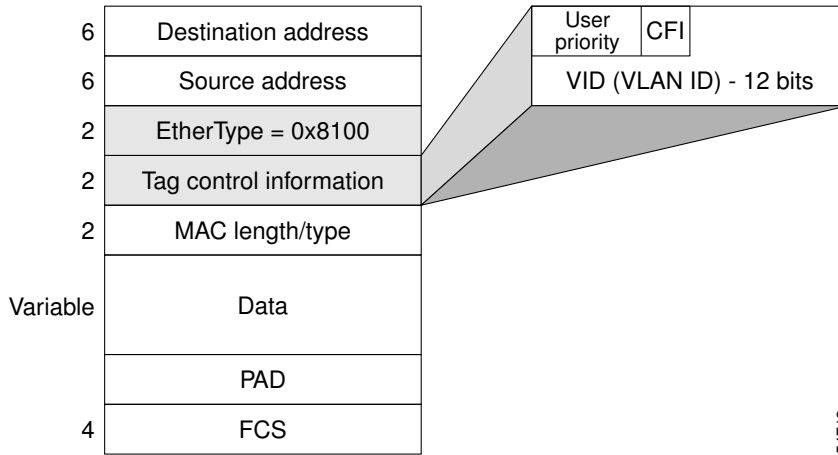 6 Destination address
6 Source address
2 EtherType = 0x8100
2 Tag control information
2 MAC length/type
Variable Data
PAD
4 FCS
User
priority
CFI
VID (VLAN ID) - 12 bits